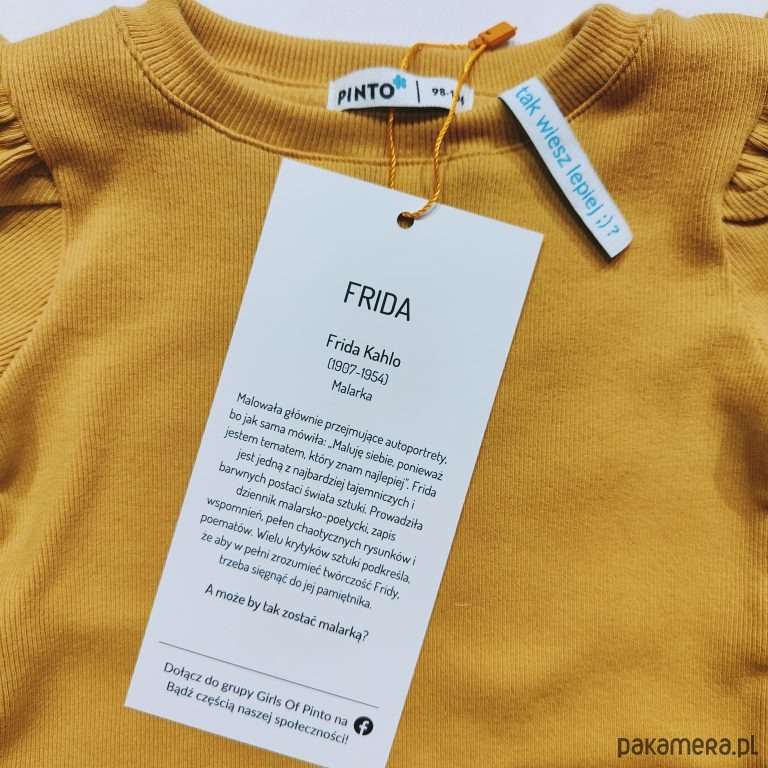 PINTO
tak wiesz lepiej ;)?
FRIDA
Frida Kahlo
(1907-1954)
Malarka
Malowała głównie przejmujące autoportrety,
bo jak sama mówiła: „Maluję siebie, ponieważ
jestem tematem, który znam najlepiej". Frida
jest jedną z najbardziej tajemniczych i
barwnych postaci świata sztuki. Prowadziła
dziennik malarsko-poetycki, zapis
wspomnień, pełen chaotycznych rysunków i
poematów. Wielu krytyków sztuki podkreśla,
że aby w pełni zrozumieć twórczość Fridy,
trzeba sięgnąć do jej pamiętnika.
A może by tak zostać malarką?
Dołącz do grupy Girls Of Pinto na
Bądź częścią naszej społeczności!
pakamera.pl